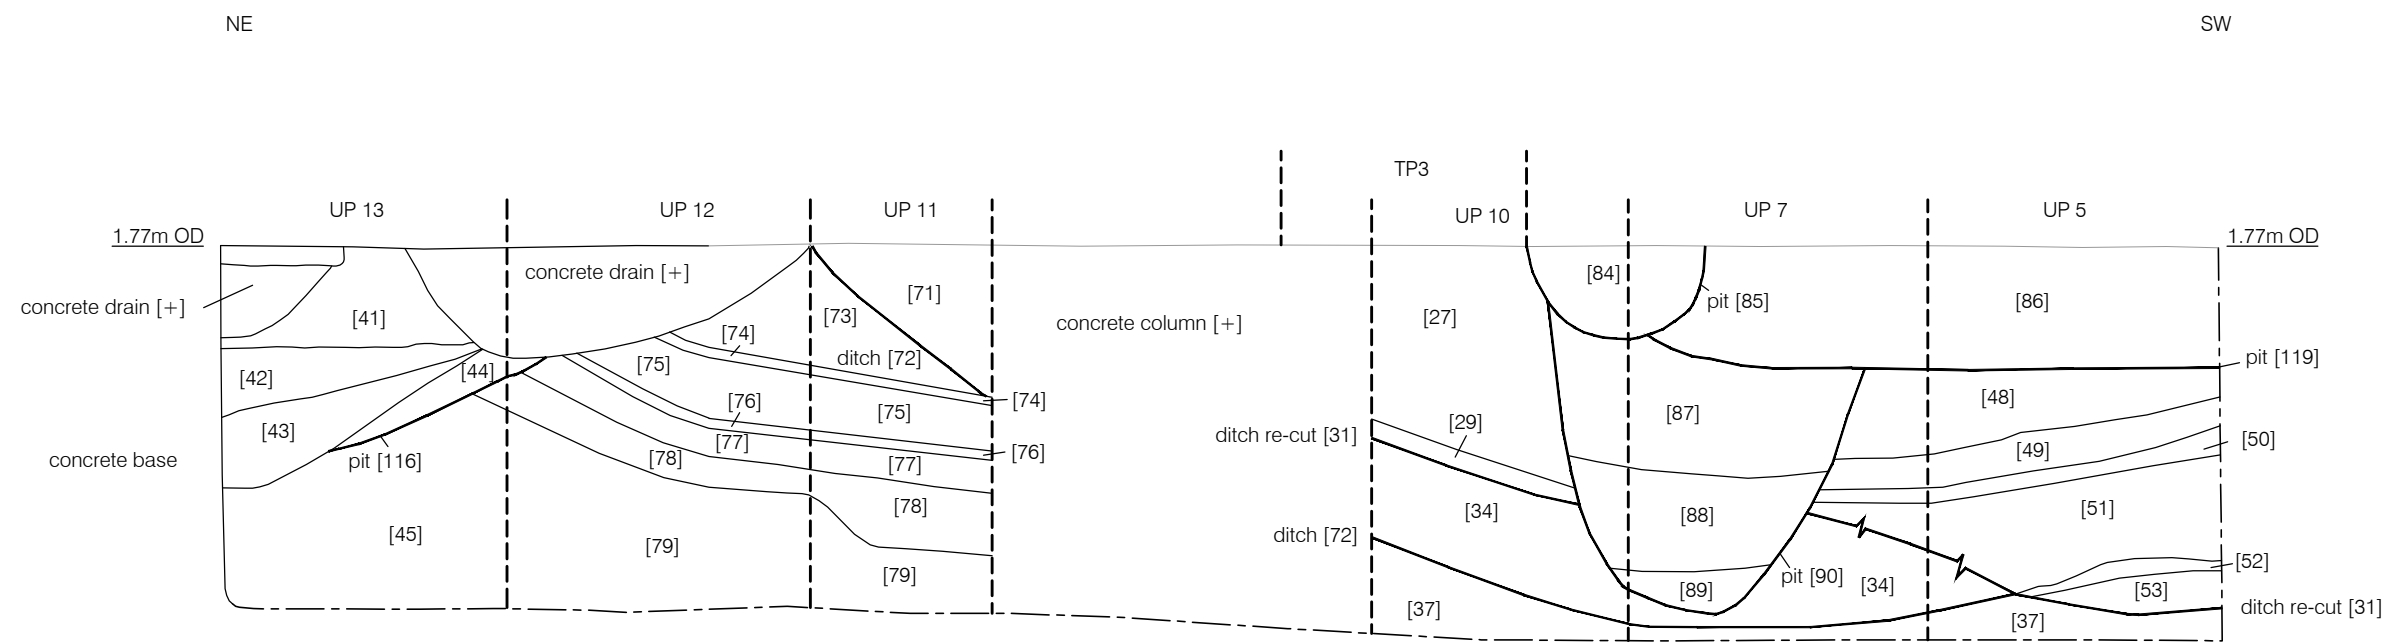 NE
SW
TP3
UP 13
UP 12
UP 11
UP 10
UP 7
UP 5
1.77m OD
1.77m OD
concrete drain [+]
concrete drain [+]
[41]
[42]
[43]
[44]
pit [116]
concrete base
[45]
[74]
[75]
[76]
[77]
[78]
[79]
[71]
[73]
ditch [72]
[74]
[75]
[76]
[77]
[78]
[79]
concrete column [+]
[27]
[29]
ditch re-cut [31]
[34]
ditch [72]
[37]
[84]
pit [85]
[87]
[88]
[89]
pit [90]
[34]
[86]
pit [119]
[48]
[49]
[50]
[51]
[52]
[53]
ditch re-cut [31]
[37]